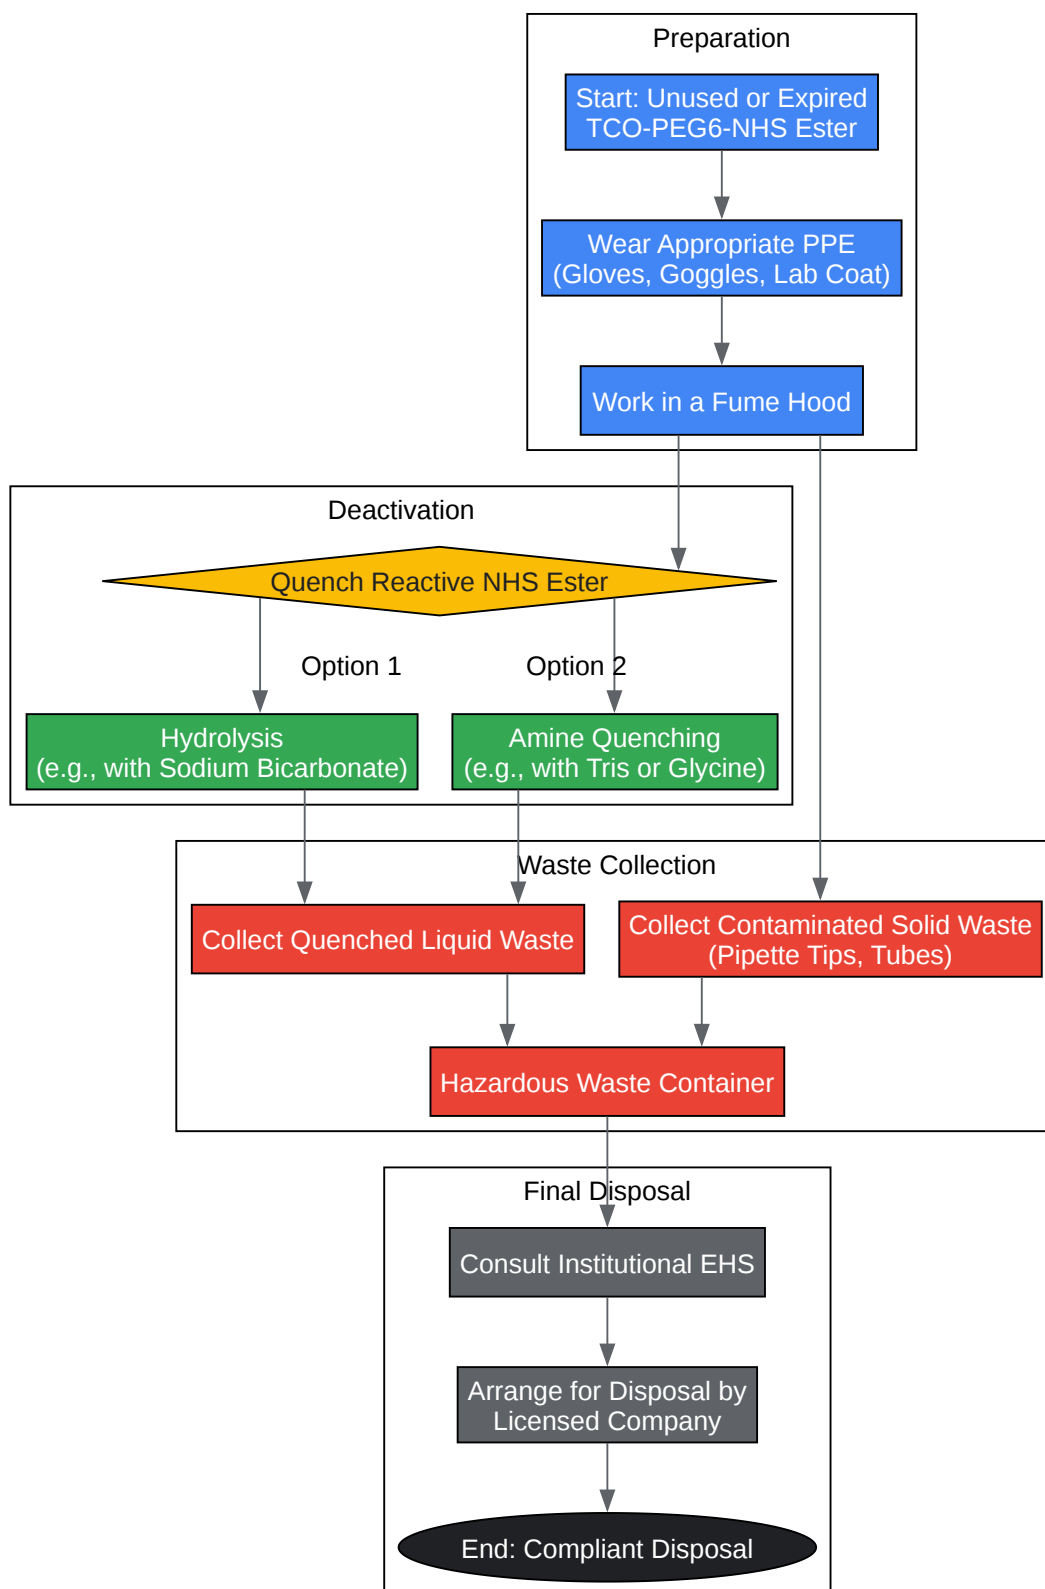 Preparation
Start: Unused or Expired
TCO-PEG6-NHS Ester
Wear Appropriate PPE
(Gloves, Goggles, Lab Coat)
Work in a Fume Hood
Deactivation
Quench Reactive NHS Ester
Option 1
Option 2
Hydrolysis
(e.g., with Sodium Bicarbonate)
Amine Quenching
(e.g., with Tris or Glycine)
Waste Collection
Collect Quenched Liquid Waste
Collect Contaminated Solid Waste
(Pipette Tips, Tubes)
Hazardous Waste Container
Final Disposal
Consult Institutional EHS
Arrange for Disposal by
Licensed Company
End: Compliant Disposal